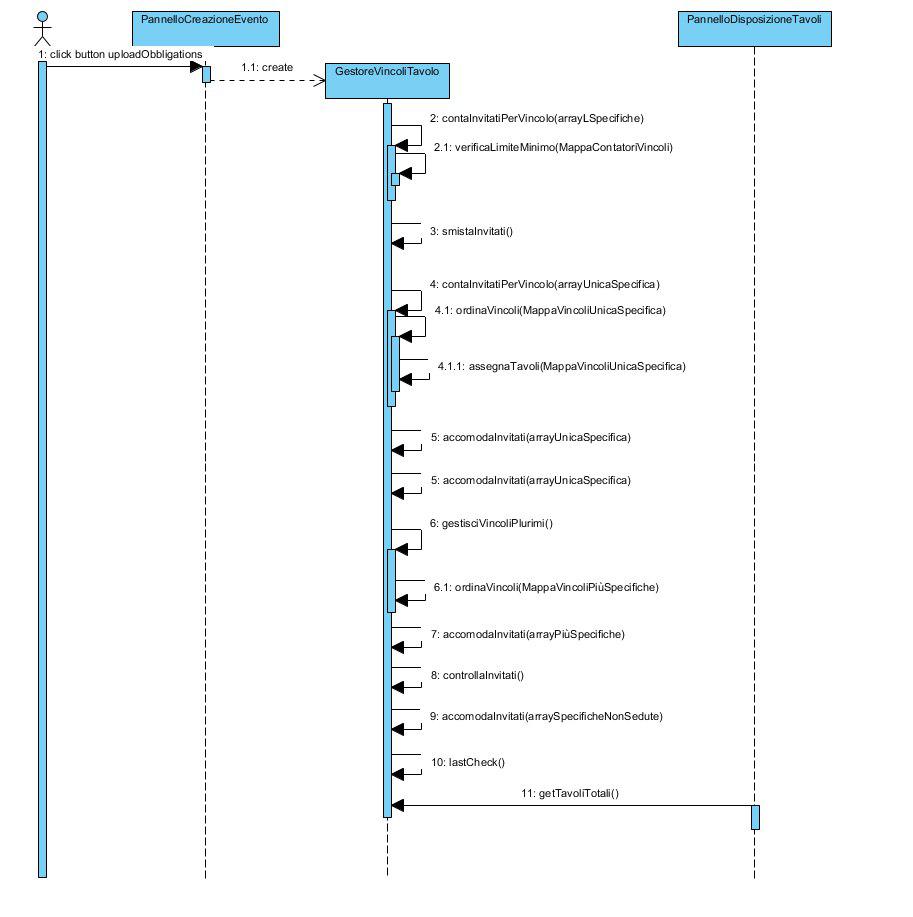 PannelloCreazioneEvento
PannelloDisposizioneTavoli
1: click button uploadObbligations
1.1: create
GestoreVincoliTavolo
2: contaInvitatiPerVincolo(arrayLSpecifiche)
2.1: verificaLimiteMinimo(MappaContatoriVincoli)
3: smistaInvitati()
4: contaInvitatiPerVincolo(arrayUnicaSpecifica)
4.1: ordinaVincoli(MappaVincoliUnicaSpecifica)
4.1.1: assegnaTavoli(MappaVincoliUnicaSpecifica)
5: accomodaInvitati(arrayUnicaSpecifica)
5: accomodaInvitati(arrayUnicaSpecifica)
6: gestisciVincoliPlurimi()
6.1: ordinaVincoli(MappaVincoliPiùSpecifiche)
7: accomodaInvitati(arrayPiùSpecifiche)
8: controllaInvitati()
9: accomodaInvitati(arraySpecificheNonSedute)
10: lastCheck()
11: getTavoliTotali()